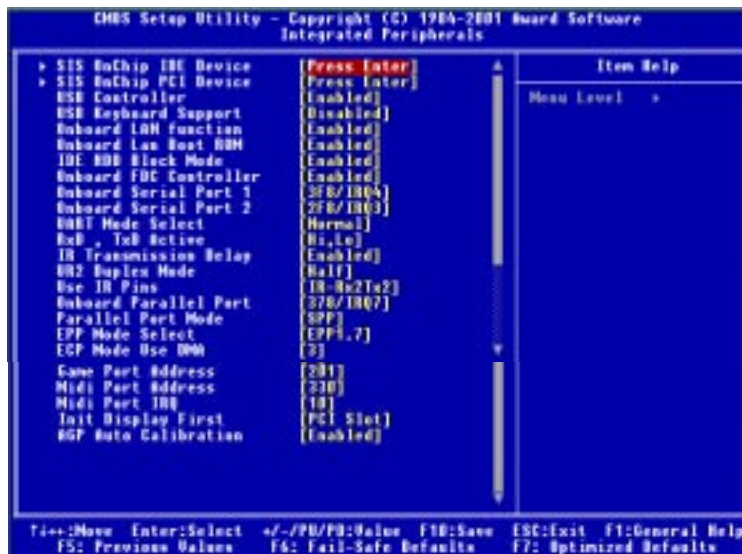 CMOS Setup Utility - Copyright (C) 1984-2001 Award Software
Integrated Peripherals
SIS OnChip IDE Device [Press Enter]
SIS OnChip PCI Device [Press Enter]
USB Controller [Enabled]
USB Keyboard Support [Disabled]
Onboard LAN function [Enabled]
Onboard Lan Boot ROM [Enabled]
IDE HDD Block Mode [Enabled]
Onboard FDC Controller [Enabled]
Onboard Serial Port 1 [3F8/IRQ4]
Onboard Serial Port 2 [2F8/IRQ3]
UART Mode Select [Normal]
RxD , TxD Active [Hi,Lo]
IR Transmission Delay [Enabled]
UR2 Duplex Mode [Half]
Use IR Pins [IR-Rx2Tx2]
Onboard Parallel Port [378/IRQ7]
Parallel Port Mode [SPP]
EPP Mode Select [EPP1.7]
ECP Mode Use DMA [3]
Game Port Address [201]
Midi Port Address [330]
Midi Port IRQ [10]
Init Display First [PCI Slot]
AGP Auto Calibration [Enabled]
Item Help
Menu Level
↑↓→←:Move Enter:Select +/-/PU/PD:Value F10:Save ESC:Exit F1:General Help
F5: Previous Values F6: Fail-Safe Defaults F7: Optimized Defaults